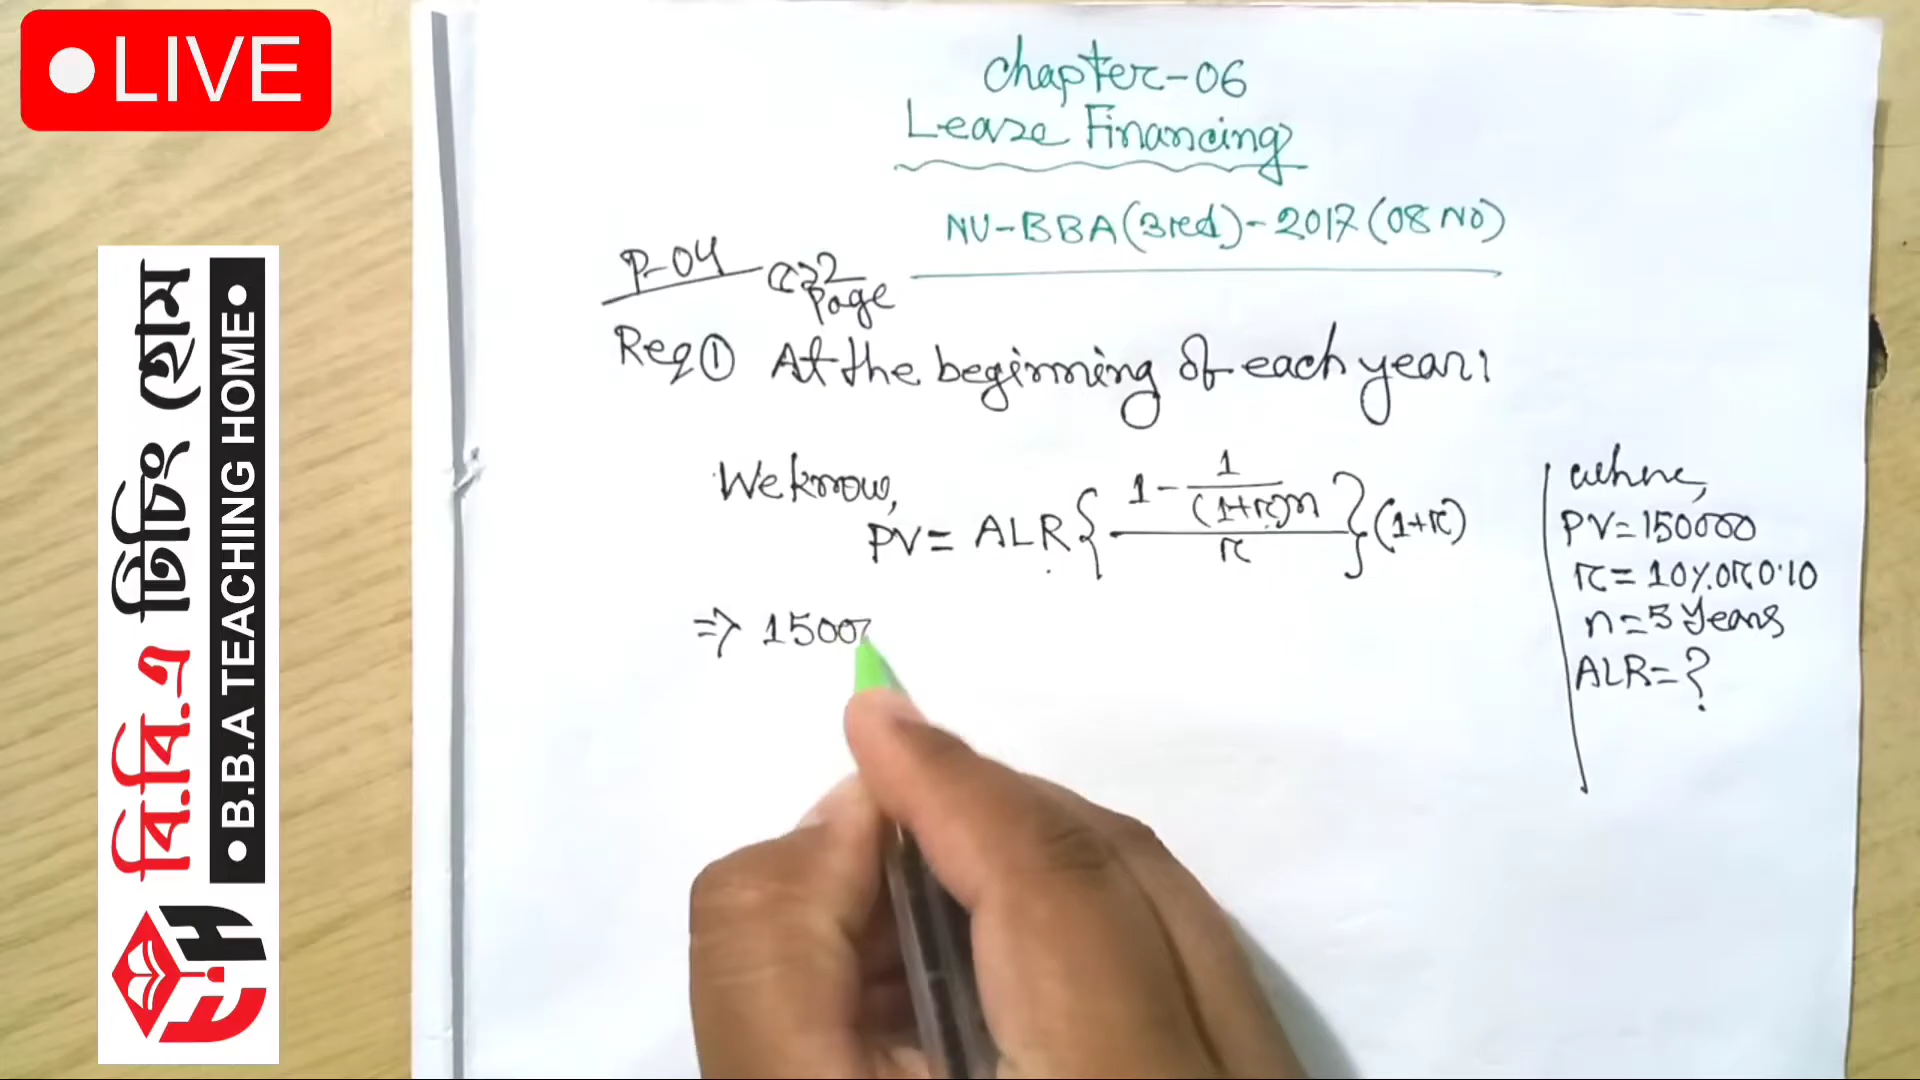 LIVE
বি.বি.এ টিচিং হোম
•B.B.A TEACHING HOME•
Chapter-06
Lease Financing
NU-BBA(3red)-2017(08 NO)
P-04
Page
Req① At the beginning of each year:
We know,
PV = ALR{(1 - 1/(1+r)n)/r}(1+r)
⇒ 1500
where,
PV=150000
r=10% or 0.10
n=5 Years
ALR=?